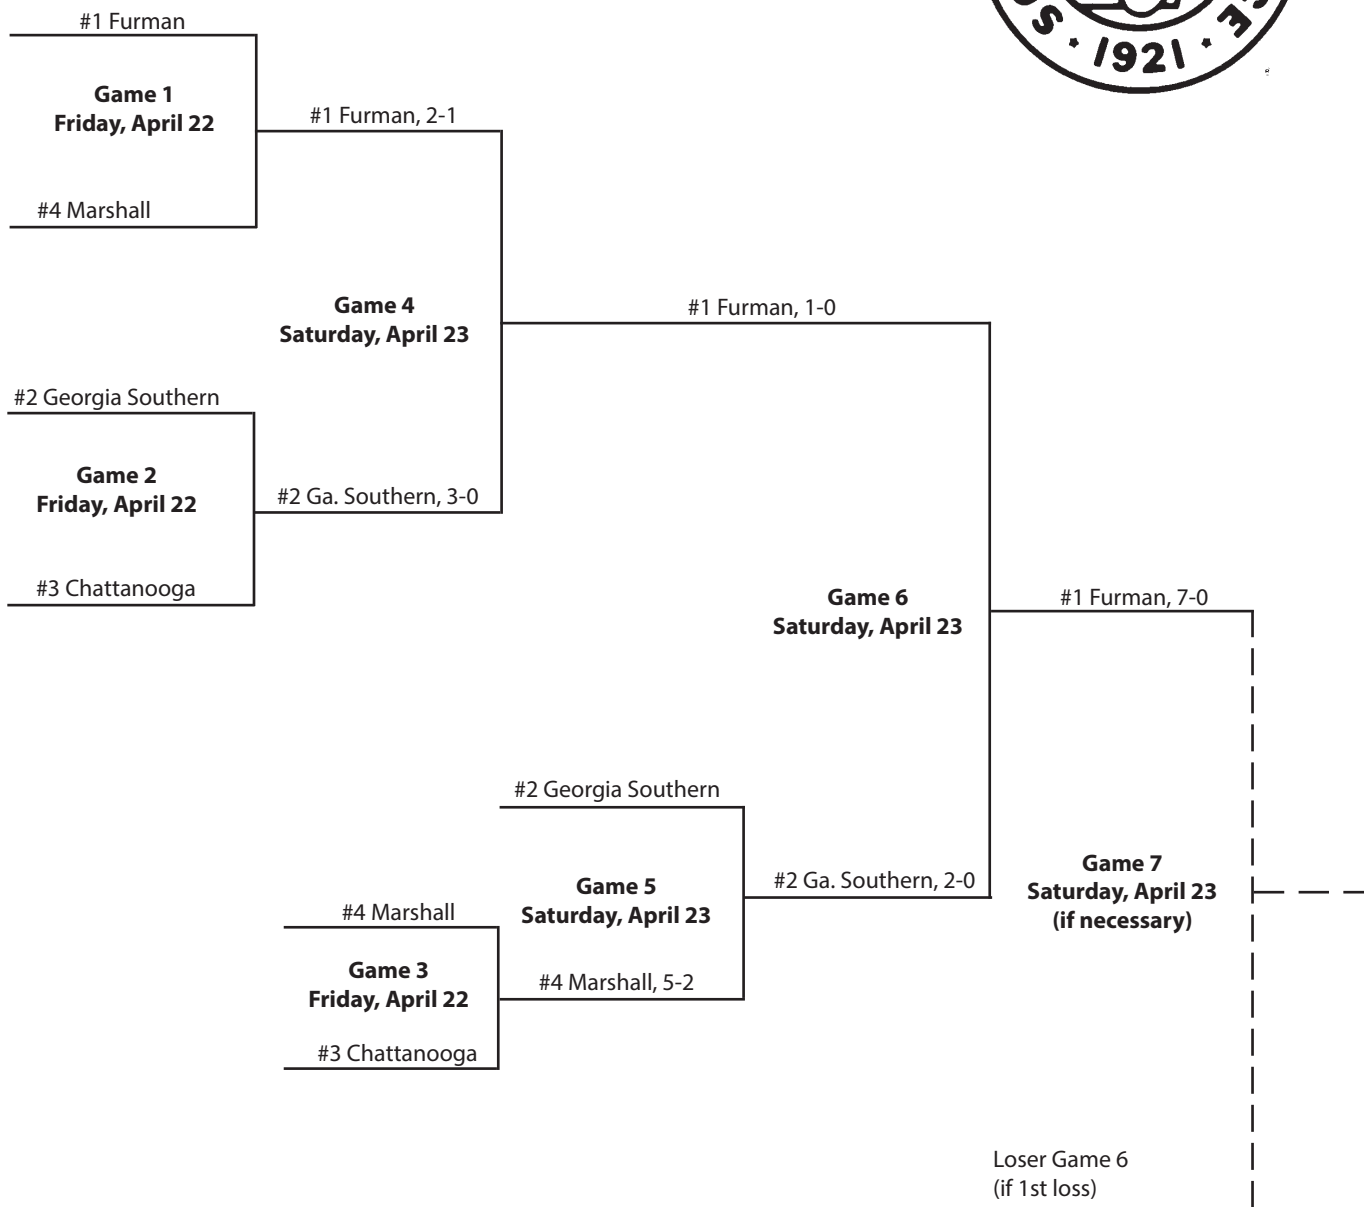 #1 Furman
Game 1
Friday, April 22
#1 Furman, 2-1
#4 Marshall
1921
Game 4
Saturday, April 23
#1 Furman, 1-0
#2 Georgia Southern
Game 2
Friday, April 22
#2 Ga. Southern, 3-0
#3 Chattanooga
Game 6
Saturday, April 23
#1 Furman, 7-0
#2 Georgia Southern
Game 5
Saturday, April 23
#2 Ga. Southern, 2-0
#4 Marshall
Game 3
Friday, April 22
#4 Marshall, 5-2
#3 Chattanooga
Game 7
Saturday, April 23
(if necessary)
Loser Game 6
(if 1st loss)